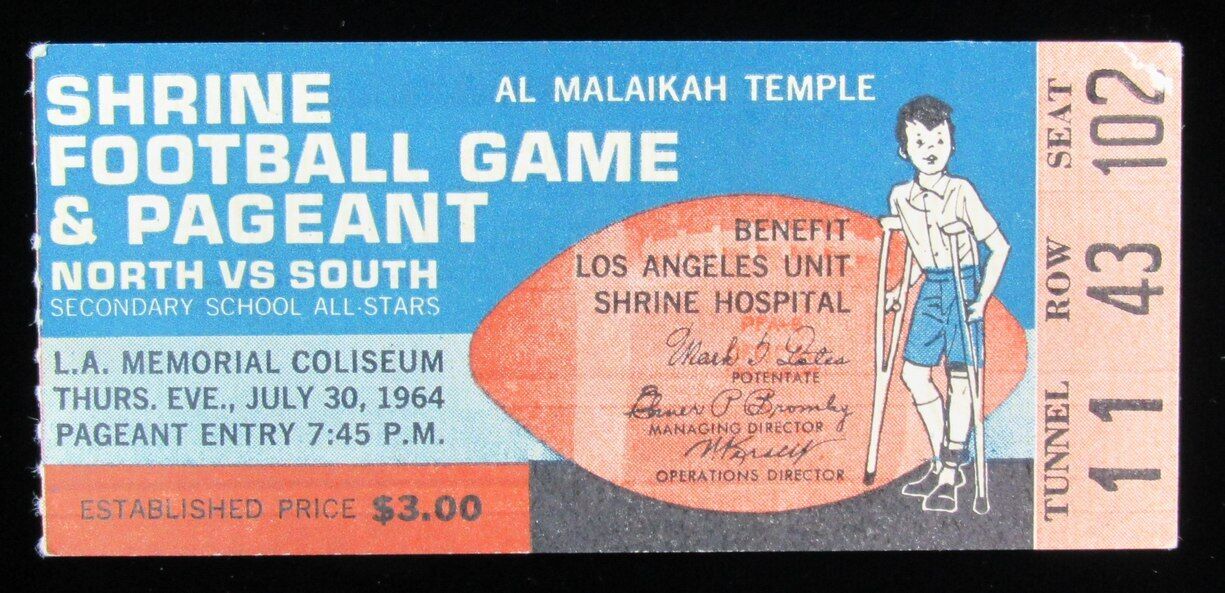 SHRINE
FOOTBALL GAME
& PAGEANT
NORTH VS SOUTH
SECONDARY SCHOOL ALL-STARS
AL MALAIKAH TEMPLE
L.A. MEMORIAL COLISEUM
THURS. EVE., JULY 30, 1964
PAGEANT ENTRY 7:45 P.M.
ESTABLISHED PRICE $3.00
BENEFIT
LOS ANGELES UNIT
SHRINE HOSPITAL
POTENTATE
MANAGING DIRECTOR
OPERATIONS DIRECTOR
TUNNEL ROW SEAT
11 43 102